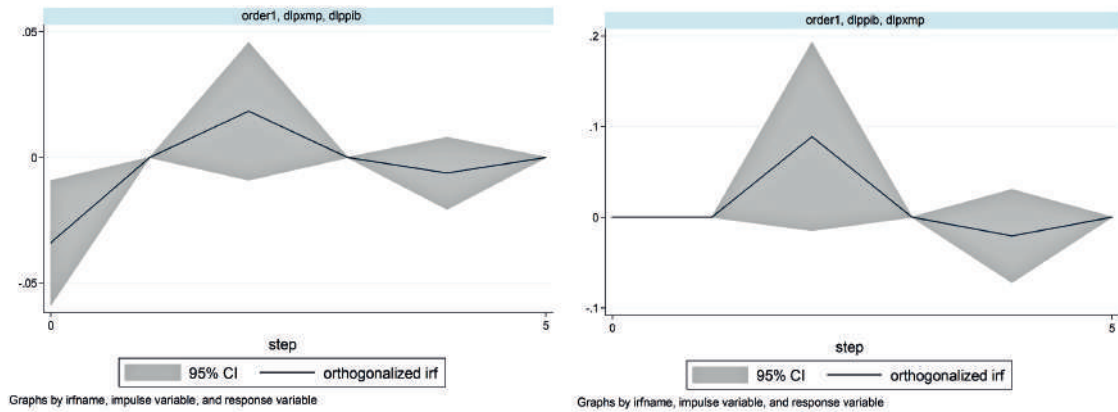 order1, dlpxmp, dlppib
.05
0
-.05
0
5
step
95% CI
orthogonalized irf
Graphs by irfname, impulse variable, and response variable
order1, dlppib, dlpxmp
.2
.1
0
-.1
0
5
step
95% CI
orthogonalized irf
Graphs by irfname, impulse variable, and response variable